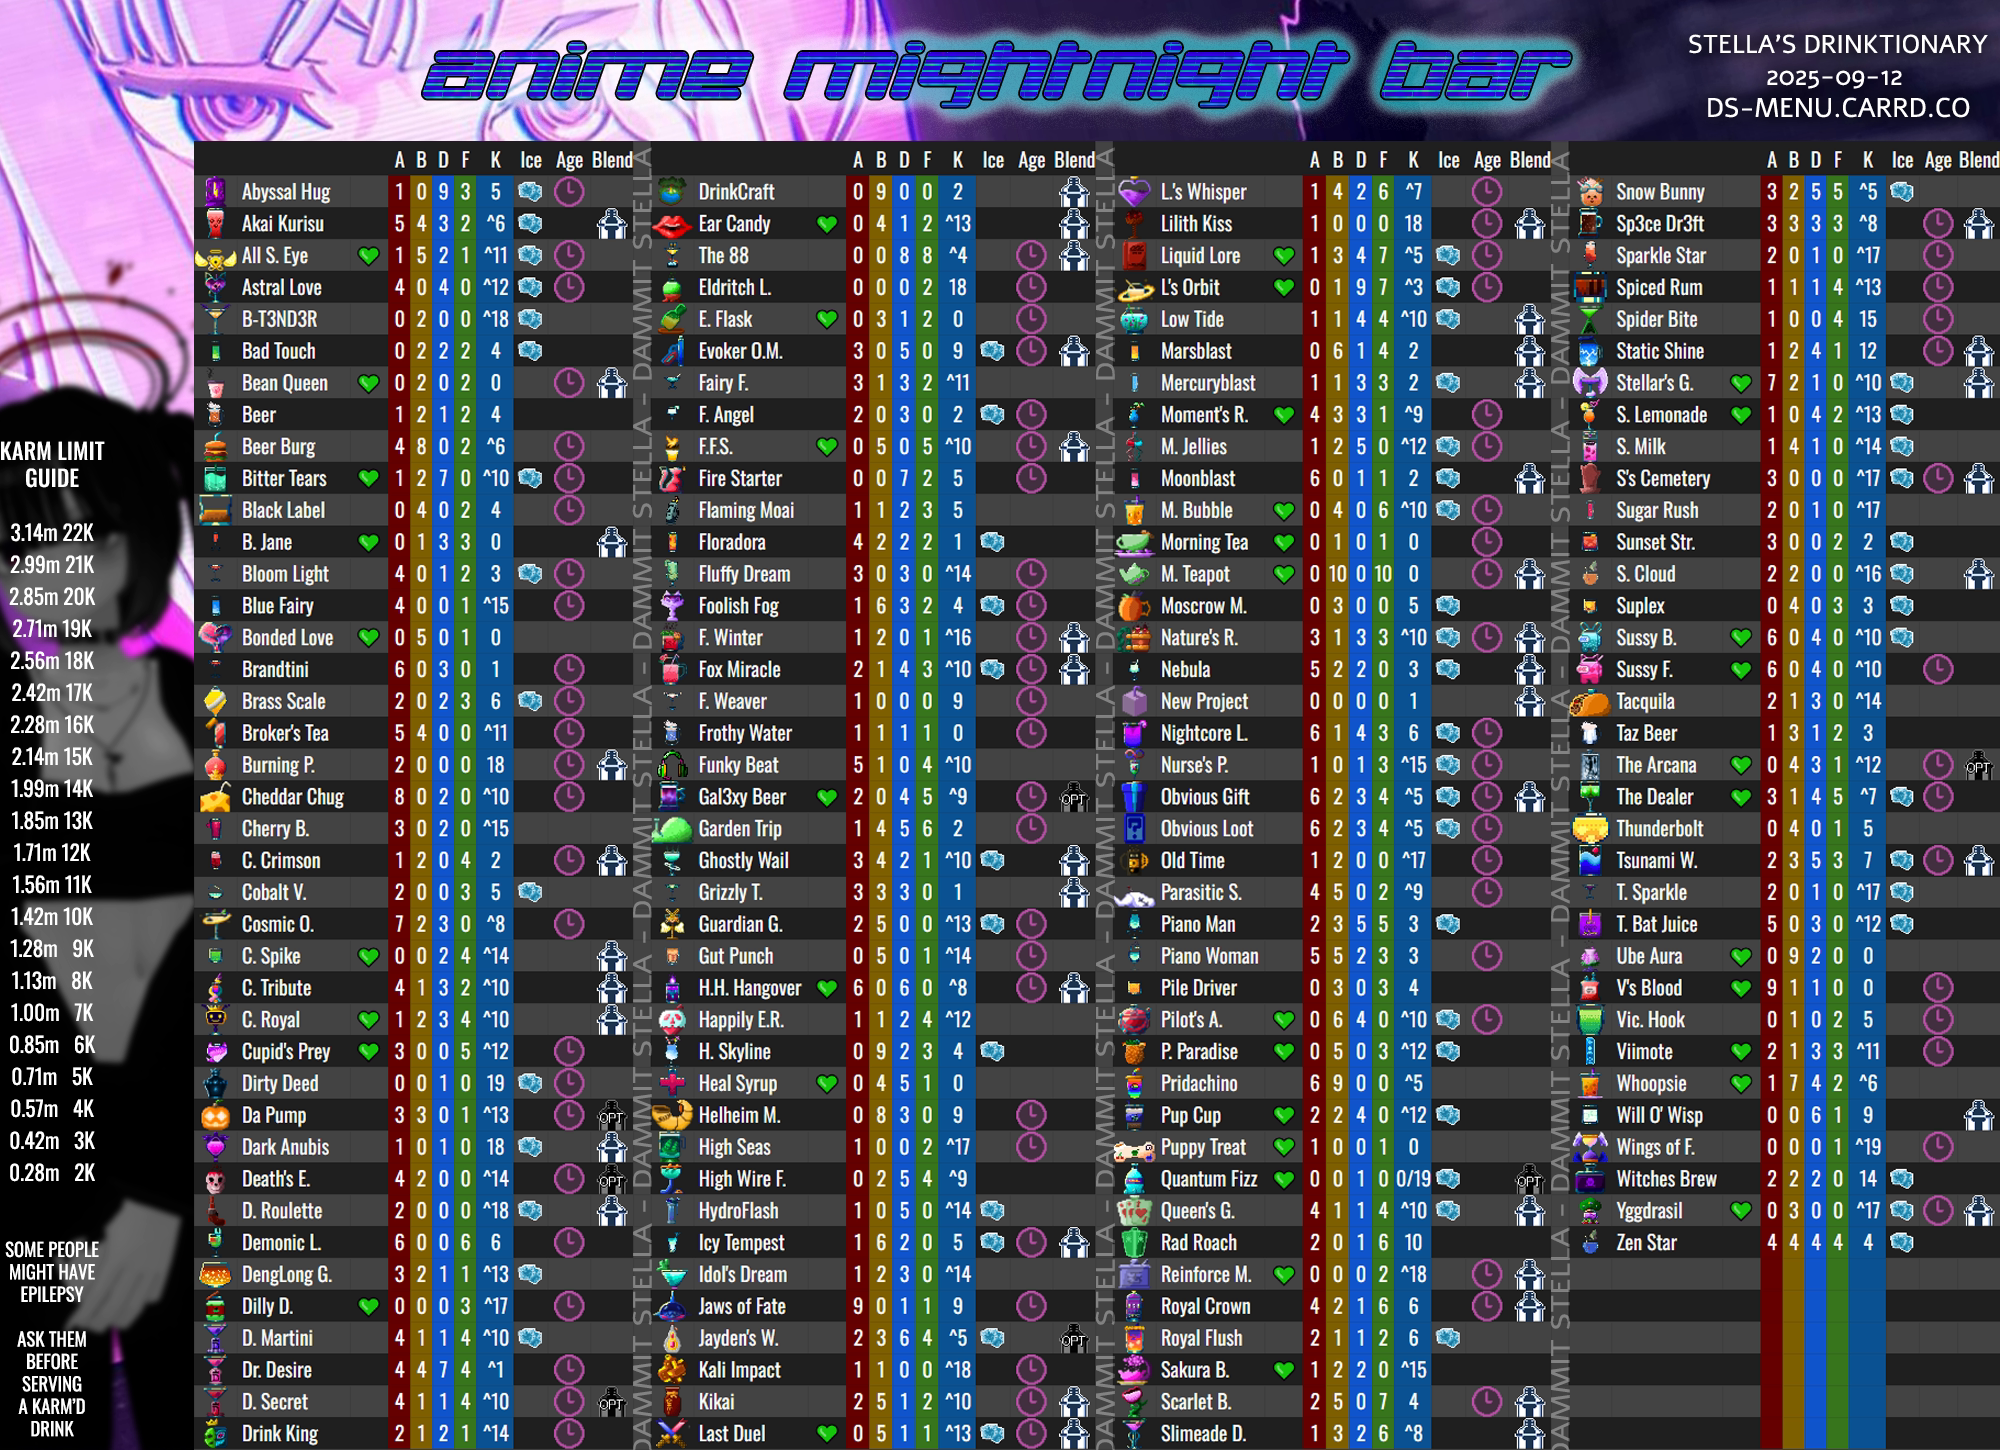 anime mightnight bar
STELLA'S DRINKTIONARY
2025-09-12
DS-MENU.CARRD.CO
KARM LIMIT
GUIDE
3.14m 22K
2.99m 21K
2.85m 20K
2.71m 19K
2.56m 18K
2.42m 17K
2.28m 16K
2.14m 15K
1.99m 14K
1.85m 13K
1.71m 12K
1.56m 11K
1.42m 10K
1.28m 9K
1.13m 8K
1.00m 7K
0.85m 6K
0.71m 5K
0.57m 4K
0.42m 3K
0.28m 2K
SOME PEOPLE
MIGHT HAVE
EPILEPSY
ASK THEM
BEFORE
SERVING
A KARM'D
DRINK
A B D F K Ice Age Blend
Abyssal Hug 1 0 9 3 5
Akai Kurisu 5 4 3 2 ^6
All S. Eye 1 5 2 1 ^11
Astral Love 4 0 4 0 ^12
B-T3ND3R 0 2 0 0 ^18
Bad Touch 0 2 2 2 4
Bean Queen 0 2 0 2 0
Beer 1 2 1 2 4
Beer Burg 4 8 0 2 ^6
Bitter Tears 1 2 7 0 ^10
Black Label 0 4 0 2 4
B. Jane 0 1 3 3 0
Bloom Light 4 0 1 2 3
Blue Fairy 4 0 0 1 ^15
Bonded Love 0 5 0 1 0
Brandtini 6 0 3 0 1
Brass Scale 2 0 2 3 6
Broker's Tea 5 4 0 0 ^11
Burning P. 2 0 0 0 18
Cheddar Chug 8 0 2 0 ^10
Cherry B. 3 0 2 0 ^15
C. Crimson 1 2 0 4 2
Cobalt V. 2 0 0 3 5
Cosmic O. 7 2 3 0 ^8
C. Spike 0 0 2 4 ^14
C. Tribute 4 1 3 2 ^10
C. Royal 1 2 3 4 ^10
Cupid's Prey 3 0 0 5 ^12
Dirty Deed 0 0 1 0 19
Da Pump 3 3 0 1 ^13 OPT
Dark Anubis 1 0 1 0 18
Death's E. 4 2 0 0 ^14 OPT
D. Roulette 2 0 0 0 ^18
Demonic L. 6 0 0 6 6
DengLong G. 3 2 1 1 ^13
Dilly D. 0 0 0 3 ^17
D. Martini 4 1 1 4 ^10
Dr. Desire 4 4 7 4 ^1
D. Secret 4 1 1 4 ^10 OPT
Drink King 2 1 2 1 ^14
DAMMIT STELLA - DAMMIT STELLA - DAMMIT STELLA - DAMMIT STELLA
A B D F K Ice Age Blend
DrinkCraft 0 9 0 0 2
Ear Candy 0 4 1 2 ^13
The 88 0 0 8 8 ^4
Eldritch L. 0 0 0 2 18
E. Flask 0 3 1 2 0
Evoker O.M. 3 0 5 0 9
Fairy F. 3 1 3 2 ^11
F. Angel 2 0 3 0 2
F.F.S. 0 5 0 5 ^10
Fire Starter 0 0 7 2 5
Flaming Moai 1 1 2 3 5
Floradora 4 2 2 2 1
Fluffy Dream 3 0 3 0 ^14
Foolish Fog 1 6 3 2 4
F. Winter 1 2 0 1 ^16
Fox Miracle 2 1 4 3 ^10
F. Weaver 1 0 0 0 9
Frothy Water 1 1 1 1 0
Funky Beat 5 1 0 4 ^10
Gal3xy Beer 2 0 4 5 ^9 OPT
Garden Trip 1 4 5 6 2
Ghostly Wail 3 4 2 1 ^10
Grizzly T. 3 3 3 0 1
Guardian G. 2 5 0 0 ^13
Gut Punch 0 5 0 1 ^14
H.H. Hangover 6 0 6 0 ^8
Happily E.R. 1 1 2 4 ^12
H. Skyline 0 9 2 3 4
Heal Syrup 0 4 5 1 0
Helheim M. 0 8 3 0 9
High Seas 1 0 0 2 ^17
High Wire F. 0 2 5 4 ^9
HydroFlash 1 0 5 0 ^14
Icy Tempest 1 6 2 0 5
Idol's Dream 1 2 3 0 ^14
Jaws of Fate 9 0 1 1 9
Jayden's W. 2 3 6 4 ^5 OPT
Kali Impact 1 1 0 0 ^18
Kikai 2 5 1 2 ^10
Last Duel 0 5 1 1 ^13
DAMMIT STELLA - DAMMIT STELLA - DAMMIT STELLA - DAMMIT STELLA
A B D F K Ice Age Blend
L.'s Whisper 1 4 2 6 ^7
Lilith Kiss 1 0 0 0 18
Liquid Lore 1 3 4 7 ^5
L's Orbit 0 1 9 7 ^3
Low Tide 1 1 4 4 ^10
Marsblast 0 6 1 4 2
Mercuryblast 1 1 3 3 2
Moment's R. 4 3 3 1 ^9
M. Jellies 1 2 5 0 ^12
Moonblast 6 0 1 1 2
M. Bubble 0 4 0 6 ^10
Morning Tea 0 1 0 1 0
M. Teapot 0 10 0 10 0
Moscrow M. 0 3 0 0 5
Nature's R. 3 1 3 3 ^10
Nebula 5 2 2 0 3
New Project 0 0 0 0 1
Nightcore L. 6 1 4 3 6
Nurse's P. 1 0 1 3 ^15
Obvious Gift 6 2 3 4 ^5
Obvious Loot 6 2 3 4 ^5
Old Time 1 2 0 0 ^17
Parasitic S. 4 5 0 2 ^9
Piano Man 2 3 5 5 3
Piano Woman 5 5 2 3 3
Pile Driver 0 3 0 3 4
Pilot's A. 0 6 4 0 ^10
P. Paradise 0 5 0 3 ^12
Pridachino 6 9 0 0 ^5
Pup Cup 2 2 4 0 ^12
Puppy Treat 1 0 0 1 0
Quantum Fizz 0 0 1 0 0/19 OPT
Queen's G. 4 1 1 4 ^10
Rad Roach 2 0 1 6 10
Reinforce M. 0 0 0 2 ^18
Royal Crown 4 2 1 6 6
Royal Flush 2 1 1 2 6
Sakura B. 1 2 2 0 ^15
Scarlet B. 2 5 0 7 4
Slimeade D. 1 3 2 6 ^8
DAMMIT STELLA - DAMMIT STELLA - DAMMIT STELLA - DAMMIT STELLA
A B D F K Ice Age Blend
Snow Bunny 3 2 5 5 ^5
Sp3ce Dr3ft 3 3 3 3 ^8
Sparkle Star 2 0 1 0 ^17
Spiced Rum 1 1 1 4 ^13
Spider Bite 1 0 0 4 15
Static Shine 1 2 4 1 12
Stellar's G. 7 2 1 0 ^10
S. Lemonade 1 0 4 2 ^13
S. Milk 1 4 1 0 ^14
S's Cemetery 3 0 0 0 ^17
Sugar Rush 2 0 1 0 ^17
Sunset Str. 3 0 0 2 2
S. Cloud 2 2 0 0 ^16
Suplex 0 4 0 3 3
Sussy B. 6 0 4 0 ^10
Sussy F. 6 0 4 0 ^10
Tacquila 2 1 3 0 ^14
Taz Beer 1 3 1 2 3
The Arcana 0 4 3 1 ^12 OPT
The Dealer 3 1 4 5 ^7
Thunderbolt 0 4 0 1 5
Tsunami W. 2 3 5 3 7
T. Sparkle 2 0 1 0 ^17
T. Bat Juice 5 0 3 0 ^12
Ube Aura 0 9 2 0 0
V's Blood 9 1 1 0 0
Vic. Hook 0 1 0 2 5
Viimote 2 1 3 3 ^11
Whoopsie 1 7 4 2 ^6
Will O' Wisp 0 0 6 1 9
Wings of F. 0 0 0 1 ^19
Witches Brew 2 2 2 0 14
Yggdrasil 0 3 0 0 ^17
Zen Star 4 4 4 4 4